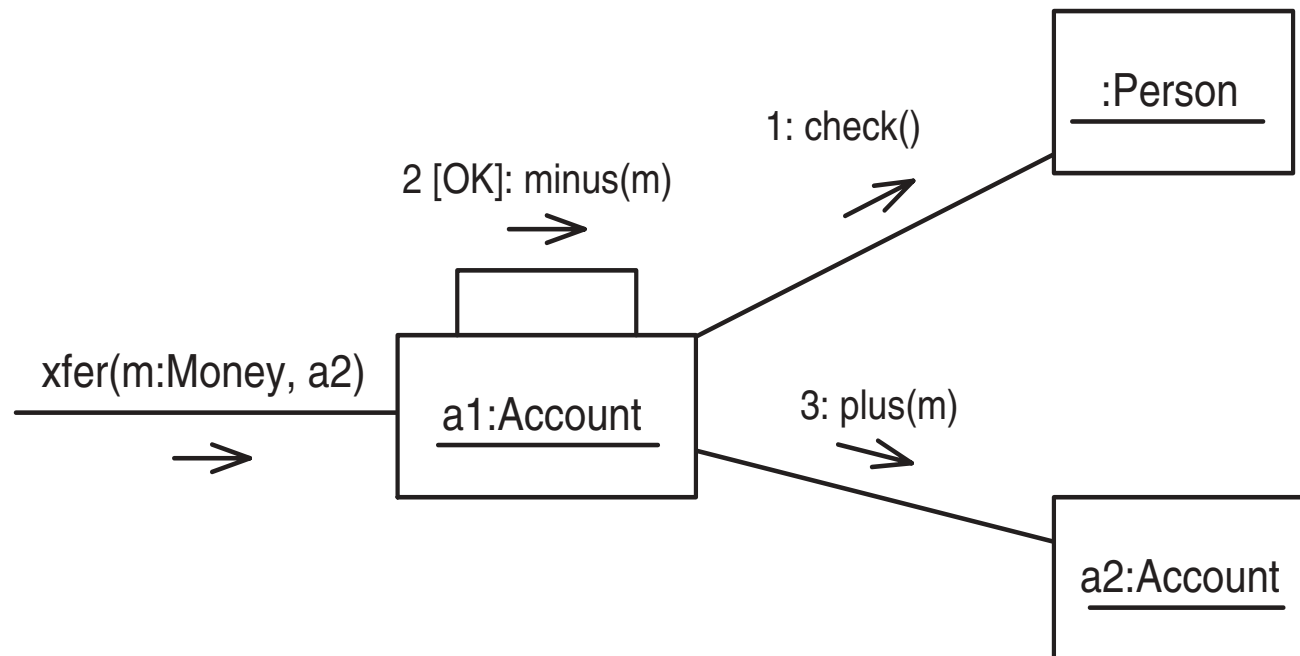 :Person
1: check()
2 [OK]: minus(m)
xfer(m:Money, a2)
a1:Account
3: plus(m)
a2:Account